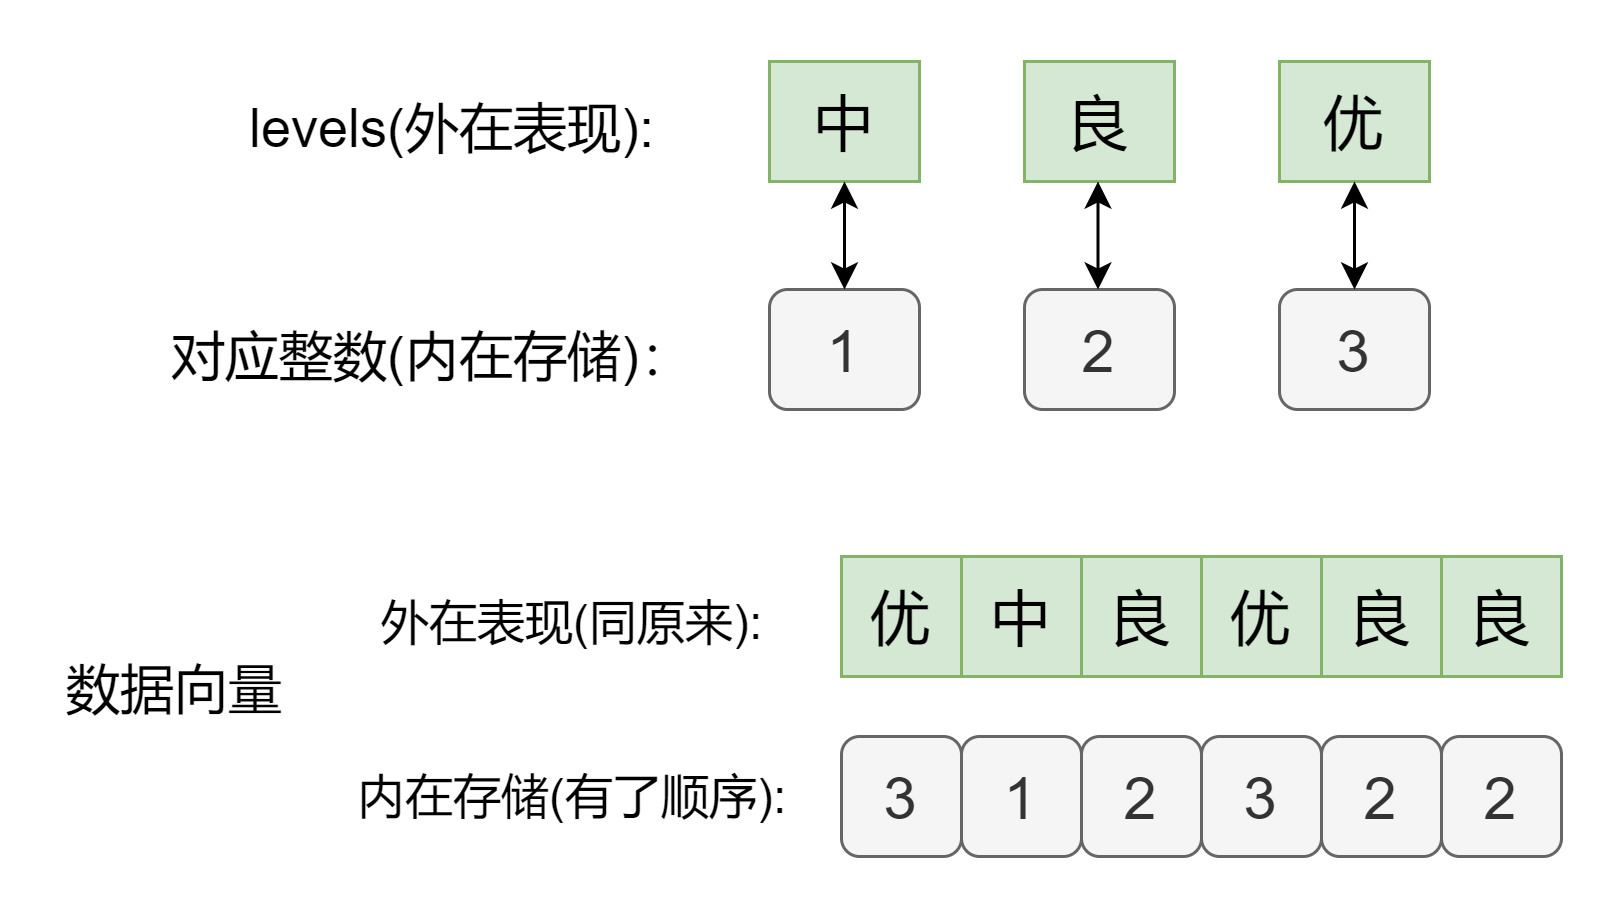 levels(外在表现): 中 良 优
对应整数(内在存储)： 1 2 3
外在表现(同原来): 优 中 良 优 良 良
数据向量
内在存储(有了顺序): 3 1 2 3 2 2